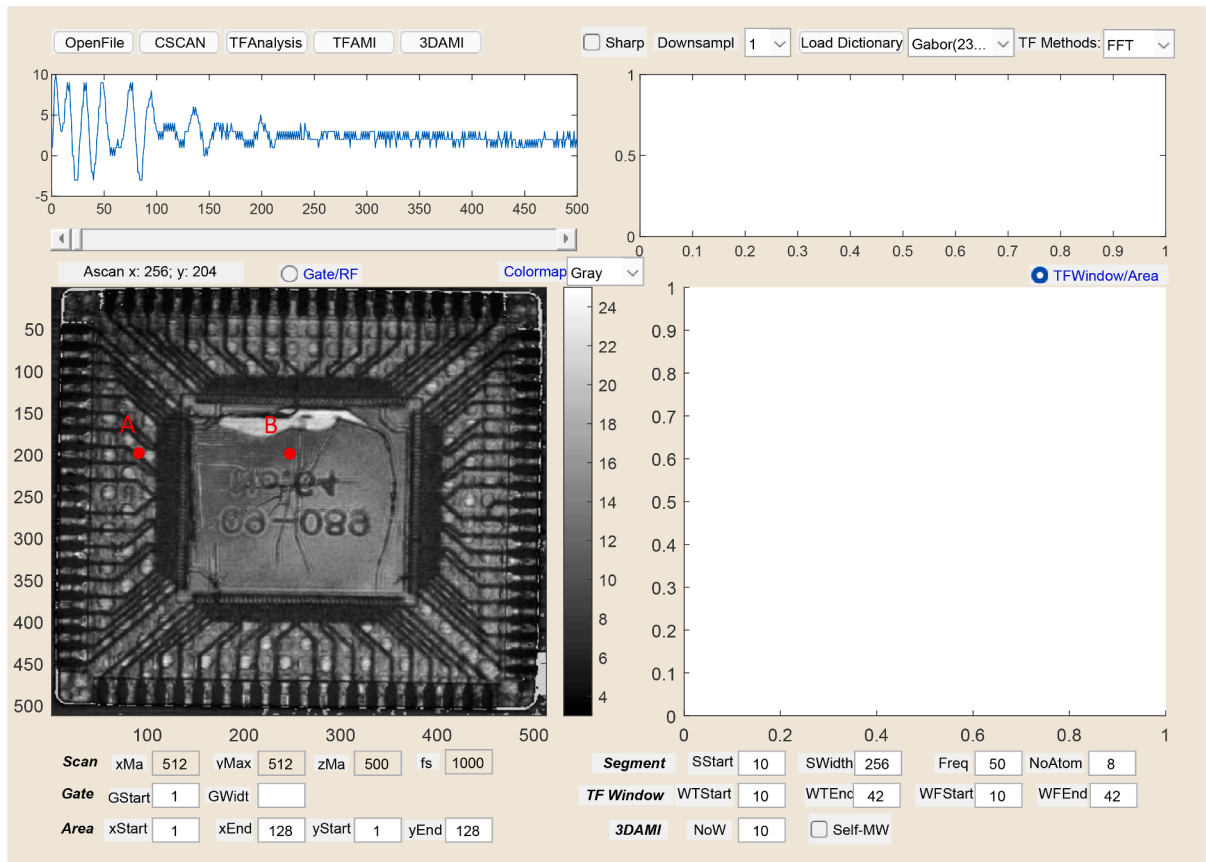 OpenFile CSCAN TFAnalysis TFAMI 3DAMI Sharp Downsampl 1 Load Dictionary Gabor(23... TF Methods: FFT
10
5
0
-5
0 50 100 150 200 250 300 350 400 450 500
1
0.5
0
0 0.1 0.2 0.3 0.4 0.5 0.6 0.7 0.8 0.9 1
Ascan x: 256; y: 204 Gate/RF Colormap Gray TFWindow/Area
50
100
150
200
250
300
350
400
450
500
100 200 300 400 500
A
B
24
22
20
18
16
14
12
10
8
6
4
1
0.9
0.8
0.7
0.6
0.5
0.4
0.3
0.2
0.1
0
0 0.2 0.4 0.6 0.8 1
Scan xMa 512 yMax 512 zMa 500 fs 1000
Gate GStart 1 GWidt
Area xStart 1 xEnd 128 yStart 1 yEnd 128
Segment SStart 10 SWidth 256 Freq 50 NoAtom 8
TF Window WTStart 10 WTEnd 42 WFStart 10 WFEnd 42
3DAMI NoW 10 Self-MW